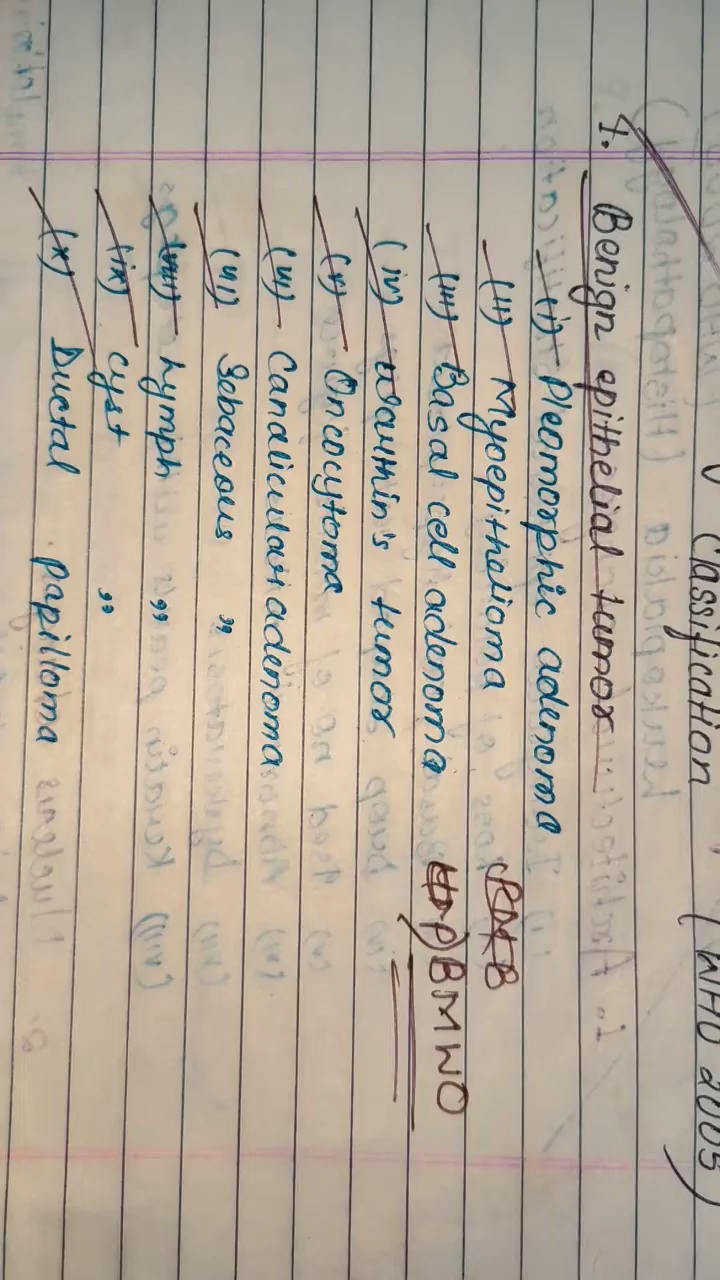 Classification (WHO 2005)
1. Benign epithelial tumor
(i) Pleomorphic adenoma
(ii) Myoepithelioma
(iii) Basal cell adenoma P) BMWO
(iv) Warthin's tumor
(v) Oncocytoma
(vi) Canalicular adenoma
(vi) Sebaceous "
(viii) Lymph "
(ix) cyst "
(x) Ductal papilloma